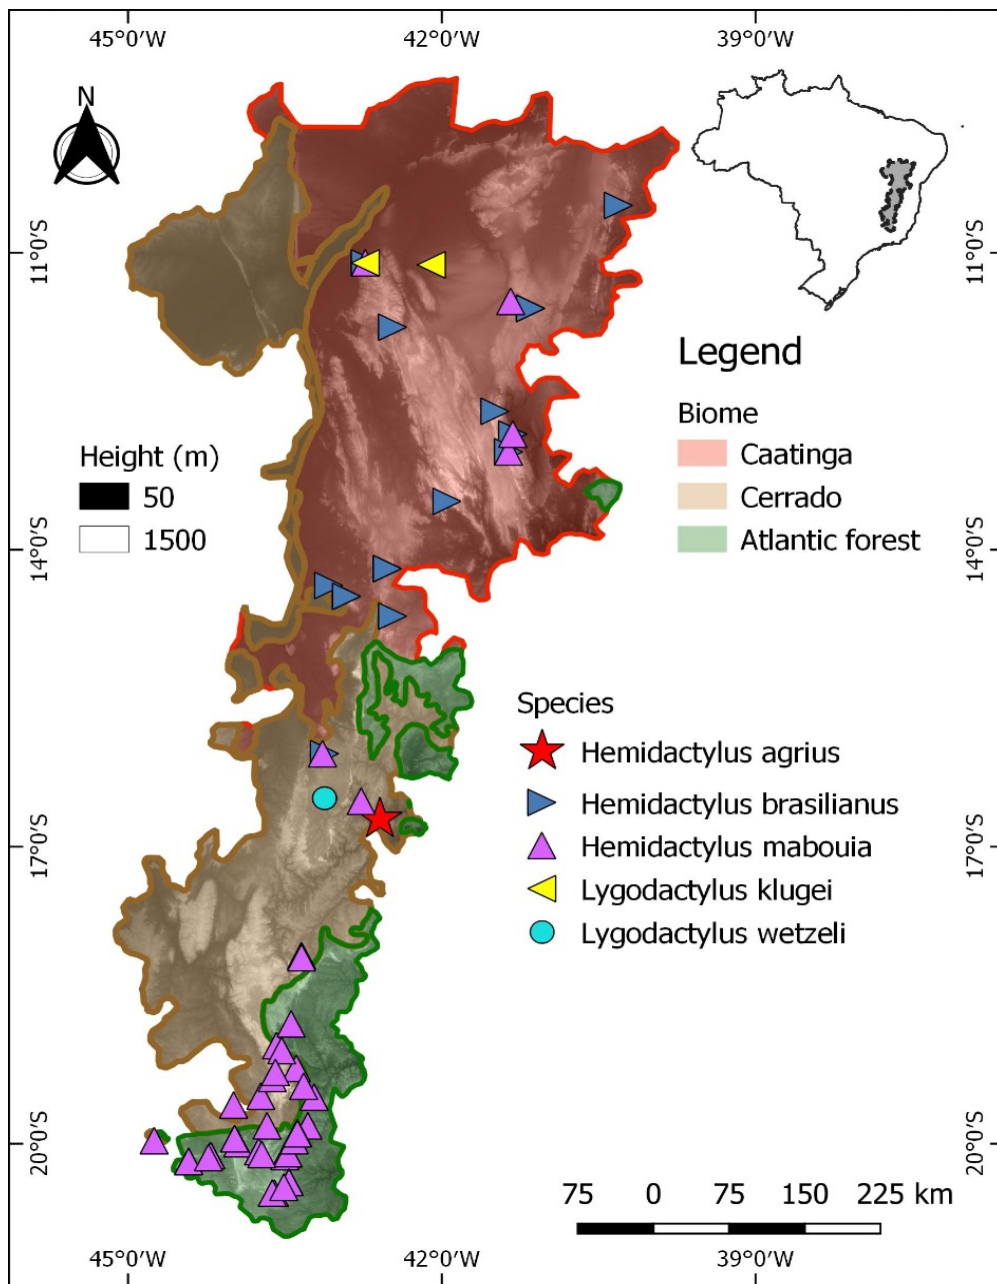 45°0'W 42°0'W 39°0'W
N
11°0'S 11°0'S
Legend
Biome
Caatinga
Cerrado
Atlantic forest
Height (m)
50
1500
14°0'S 14°0'S
Species
Hemidactylus agrius
Hemidactylus brasilianus
Hemidactylus mabouia
Lygodactylus klugei
Lygodactylus wetzeli
17°0'S 17°0'S
20°0'S 20°0'S
75 0 75 150 225 km
45°0'W 42°0'W 39°0'W